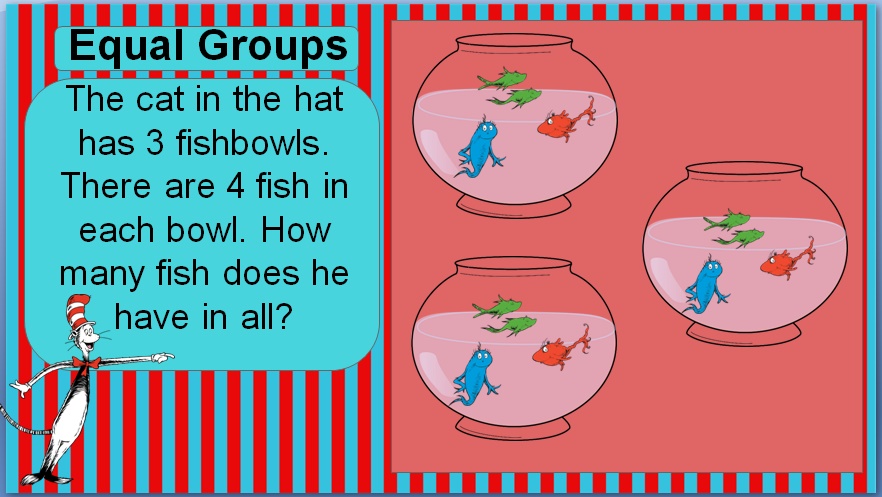 Equal Groups
The cat in the hat
has 3 fishbowls.
There are 4 fish in
each bowl. How
many fish does he
have in all?